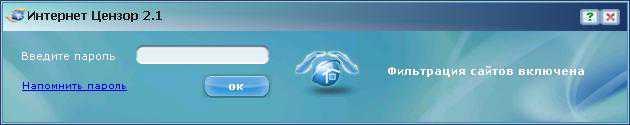 Интернет Цензор 2.1
?
Введите пароль
Фильтрация сайтов включена
Напомнить пароль
ок